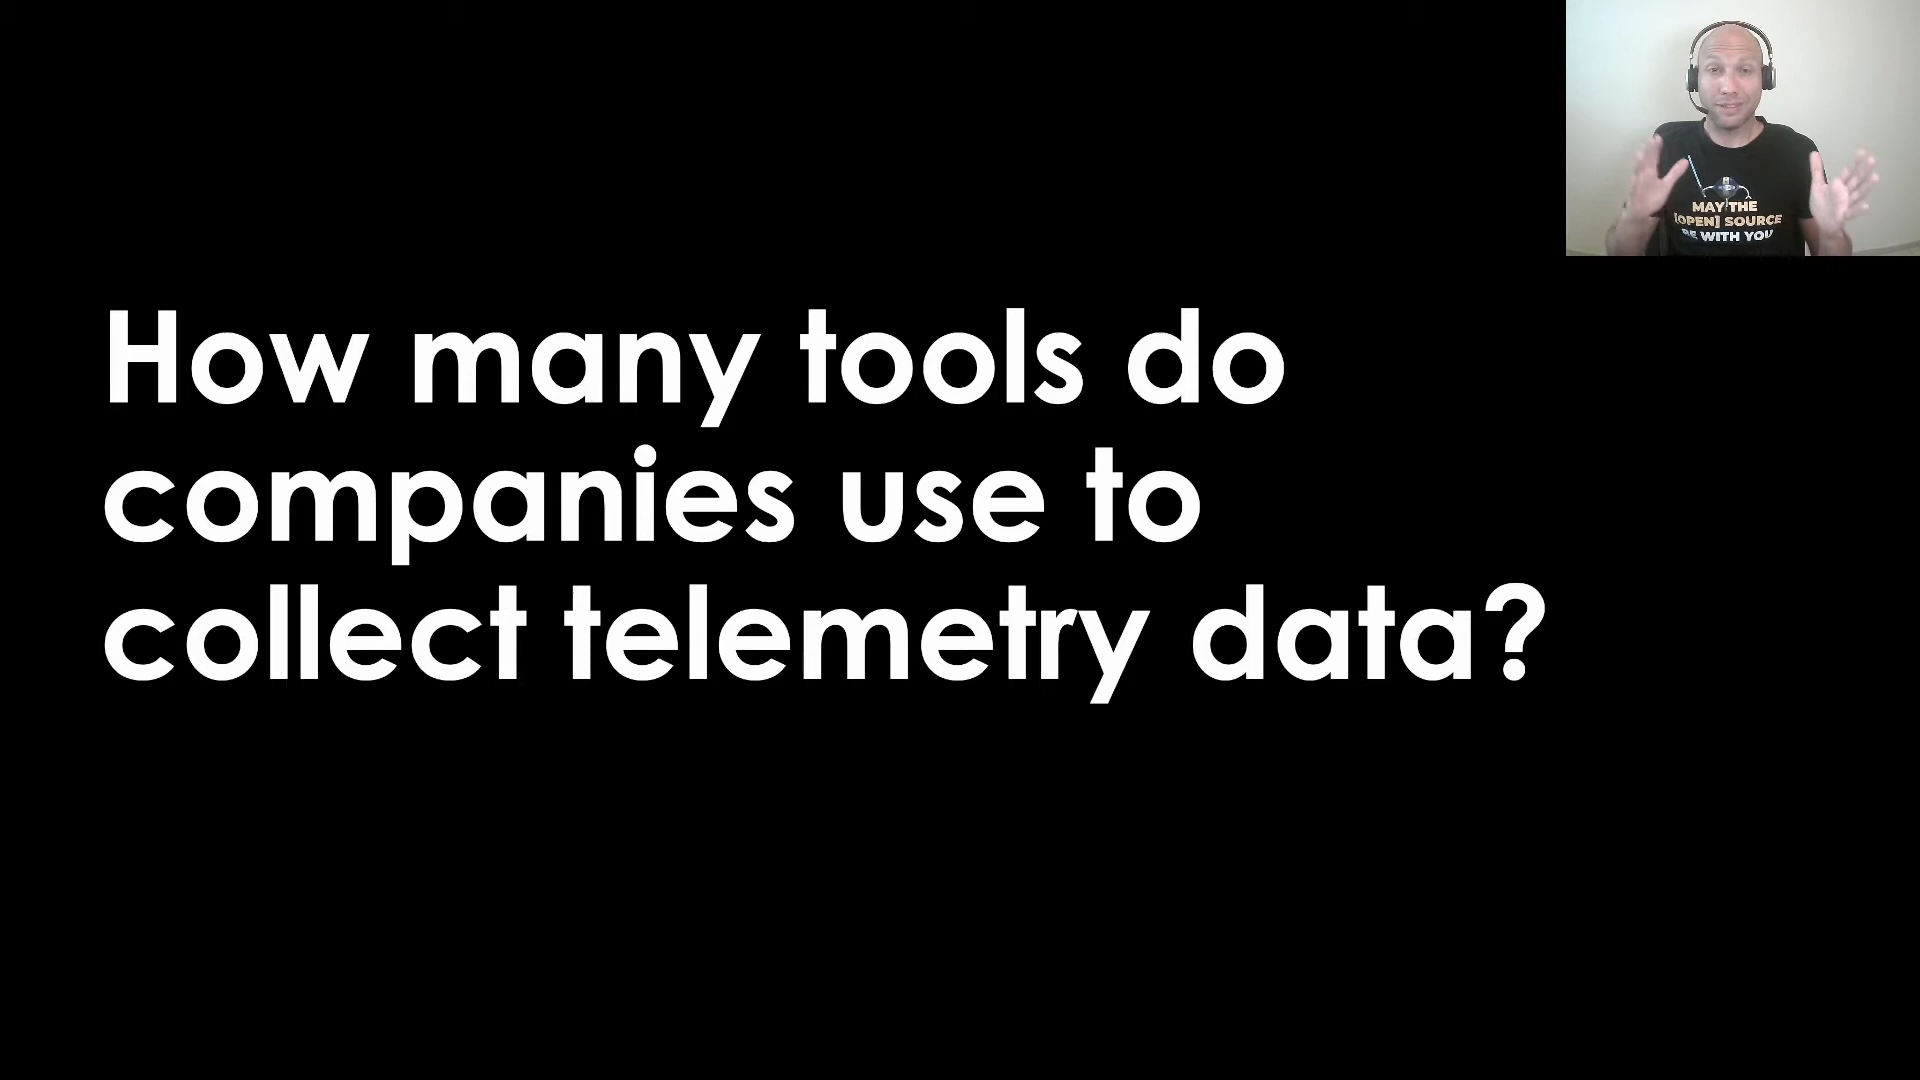 How many tools do
companies use to
collect telemetry data?
MAY THE
[OPEN] SOURCE
BE WITH YOU